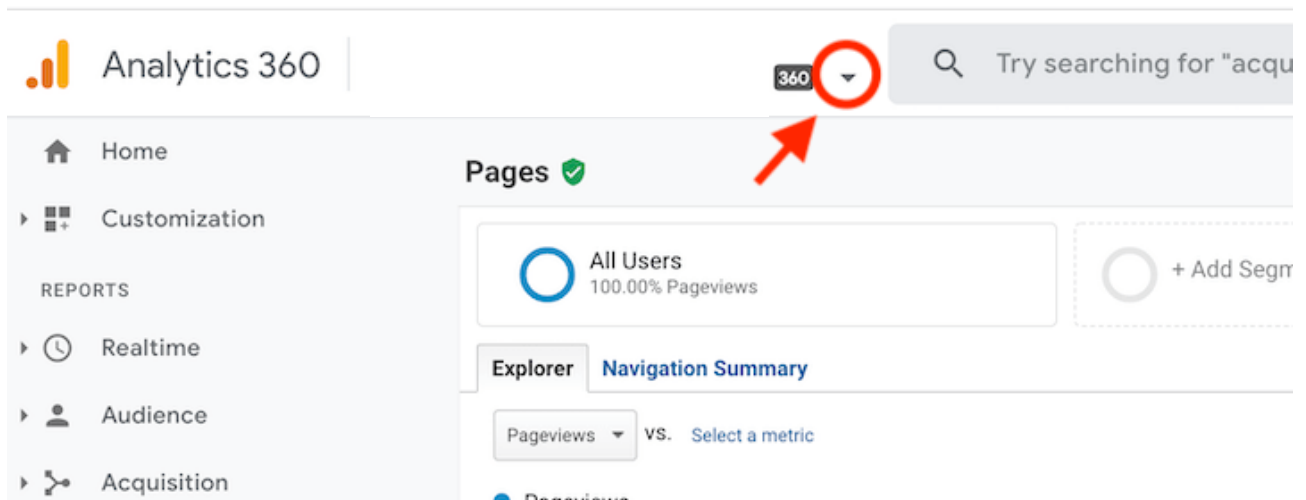 Analytics 360
360
Try searching for "acqu
Home
Customization
REPORTS
Realtime
Audience
Acquisition
Pages
All Users
100.00% Pageviews
+ Add Segm
Explorer
Navigation Summary
Pageviews
VS.
Select a metric
Pageviews